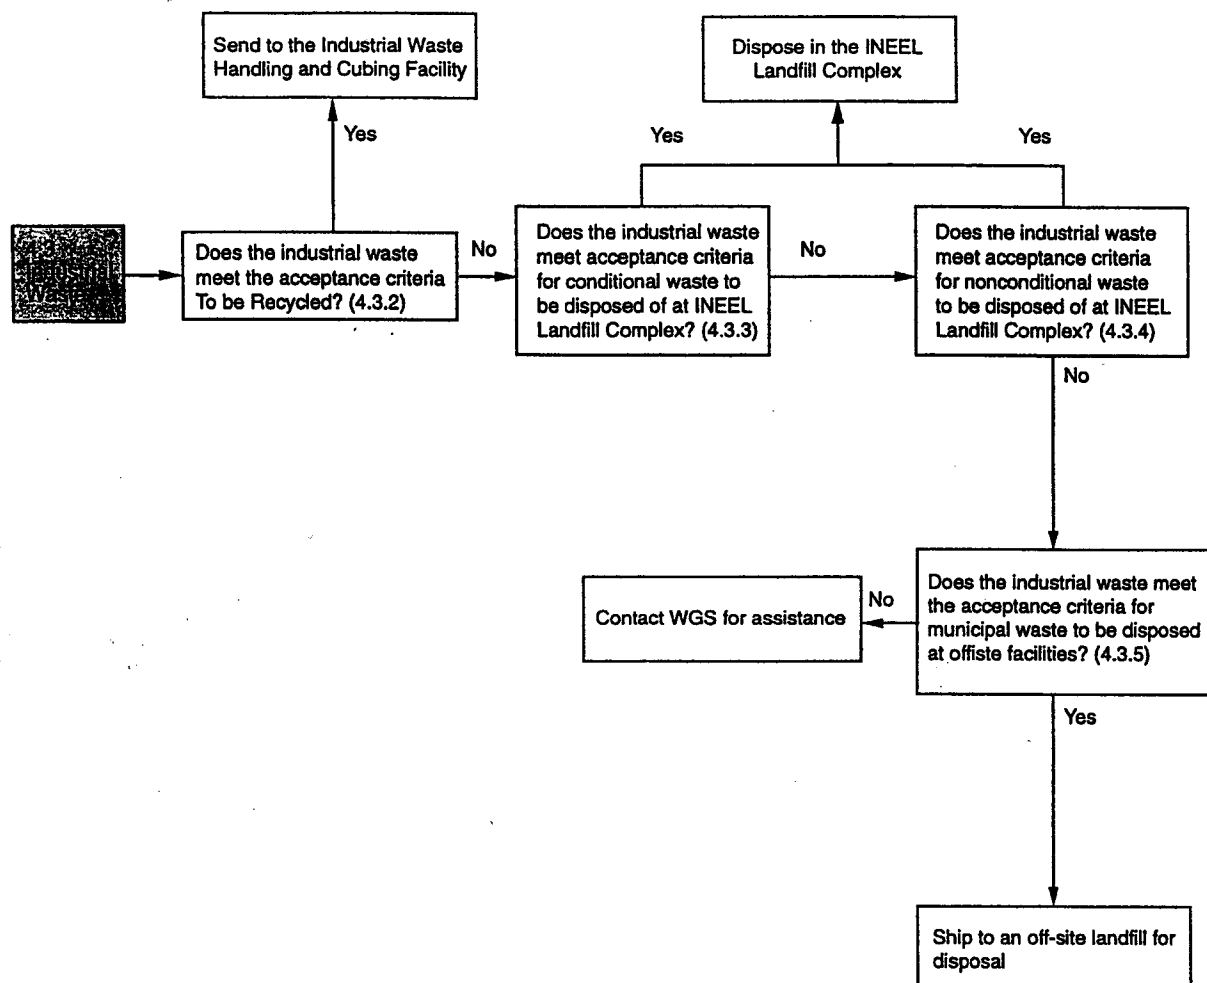 Send to the Industrial Waste
Handling and Cubing Facility
Dispose in the INEEL
Landfill Complex
Yes
Yes
Yes
Industrial
Waste
Does the industrial waste
meet the acceptance criteria
To be Recycled? (4.3.2)
No
Does the industrial waste
meet acceptance criteria
for conditional waste to
be disposed of at INEEL
Landfill Complex? (4.3.3)
No
Does the industrial waste
meet acceptance criteria
for nonconditional waste
to be disposed of at INEEL
Landfill Complex? (4.3.4)
No
Contact WGS for assistance
No
Does the industrial waste meet
the acceptance criteria for
municipal waste to be disposed
at offiste facilities? (4.3.5)
Yes
Ship to an off-site landfill for
disposal